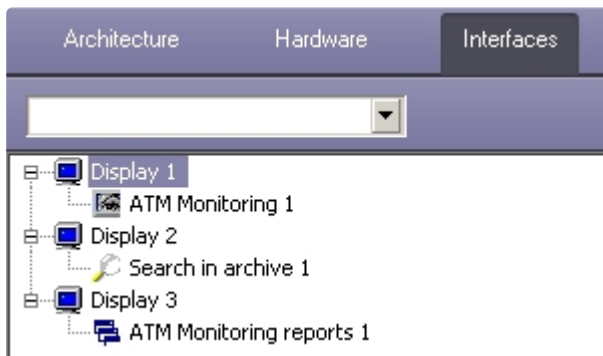 Architecture Hardware Interfaces
Display 1
ATM Monitoring 1
Display 2
Search in archive 1
Display 3
ATM Monitoring reports 1